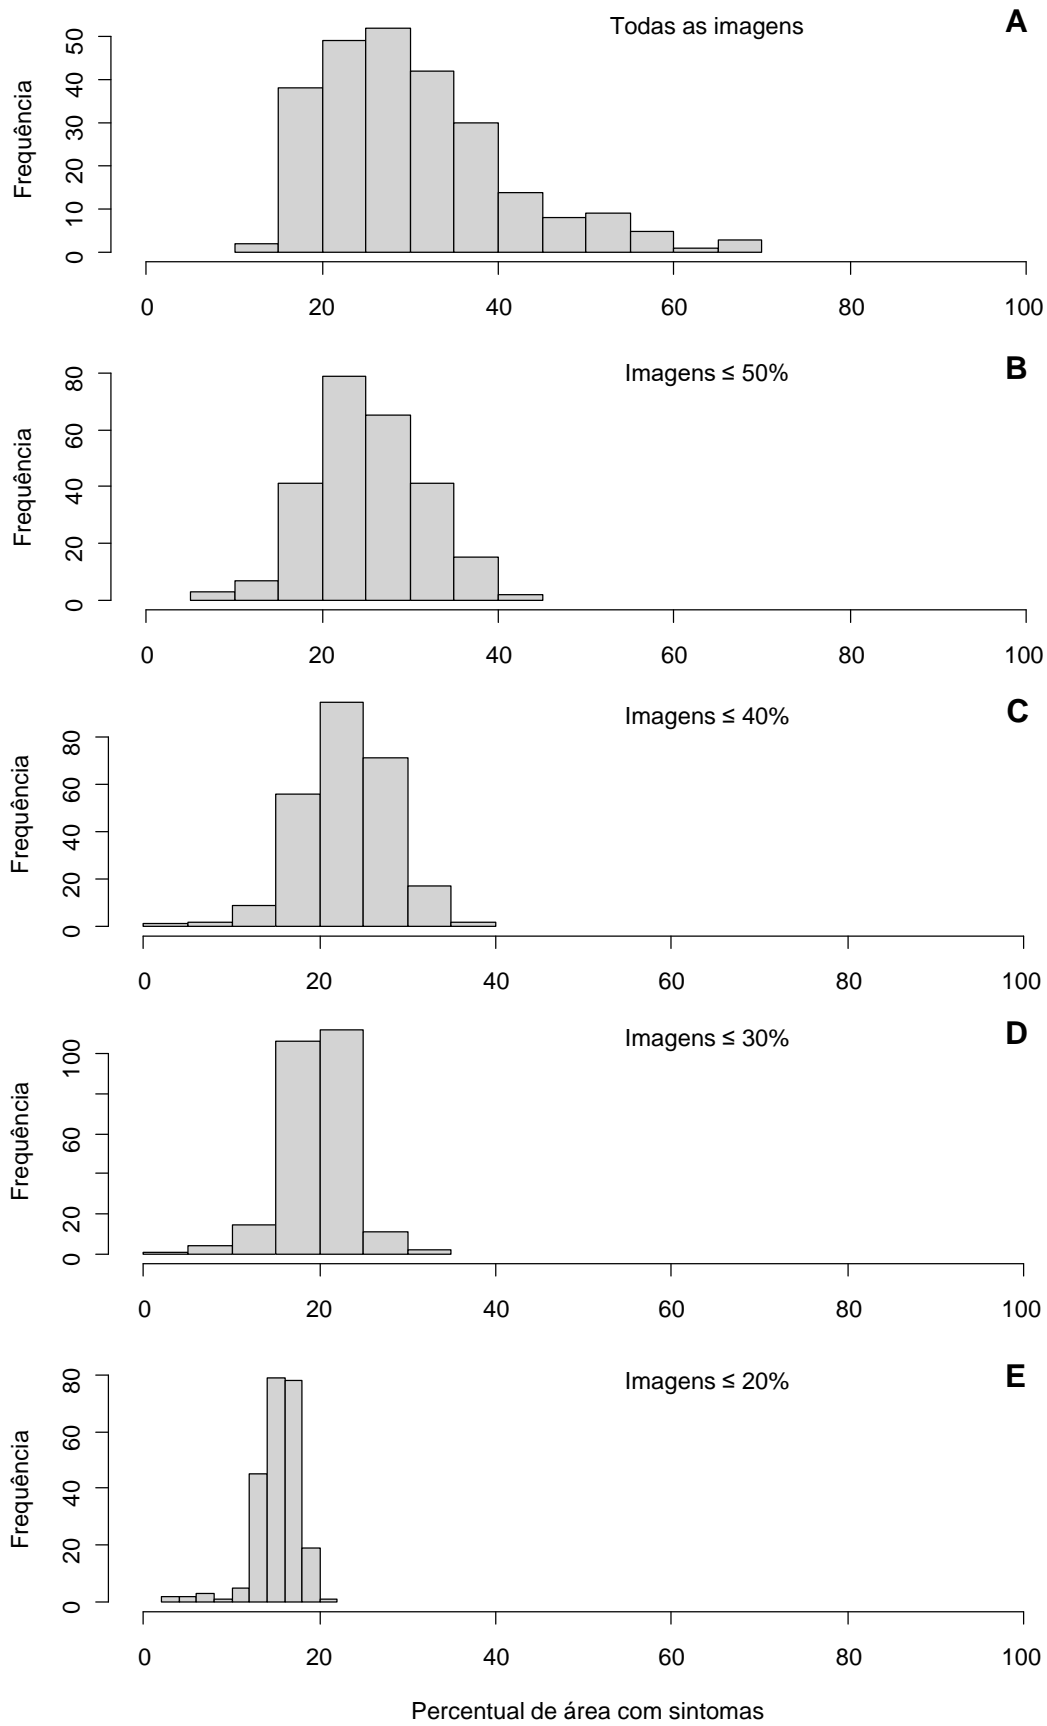 Todas as imagens
A
Frequência
0 10 20 30 40 50
0 20 40 60 80 100
Imagens ≤ 50%
B
Frequência
0 20 40 60 80
0 20 40 60 80 100
Imagens ≤ 40%
C
Frequência
0 20 40 60 80
0 20 40 60 80 100
Imagens ≤ 30%
D
Frequência
0 20 60 100
0 20 40 60 80 100
Imagens ≤ 20%
E
Frequência
0 20 40 60 80
0 20 40 60 80 100
Percentual de área com sintomas